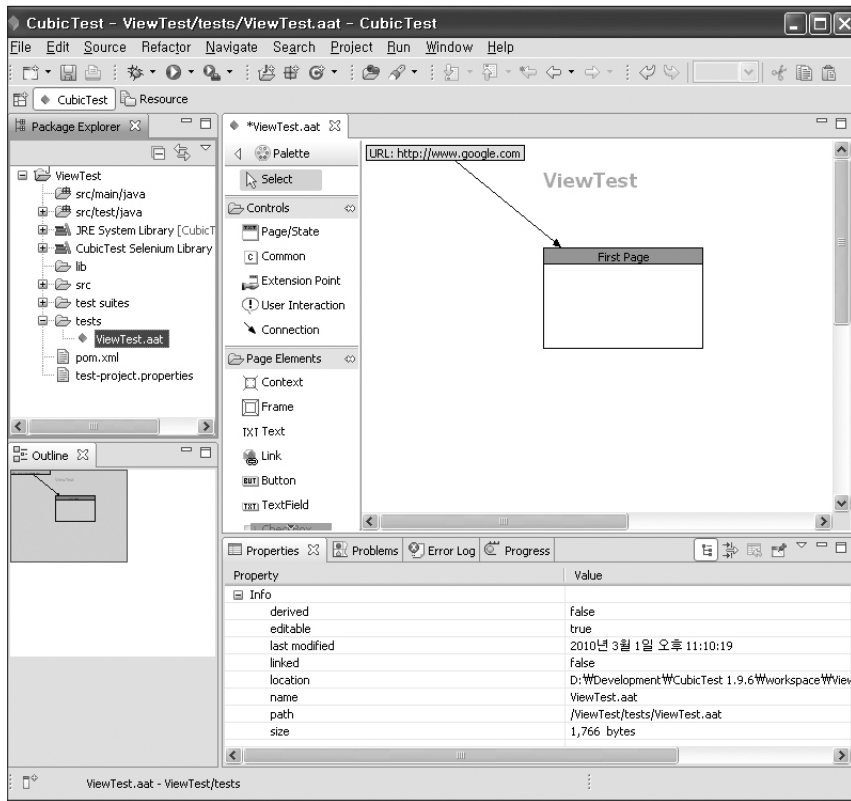 CubicTest - ViewTest/tests/ViewTest.aat - CubicTest
File Edit Source Refactor Navigate Search Project Run Window Help
CubicTest Resource
Package Explorer
ViewTest
src/main/java
src/test/java
JRE System Library [CubicT
CubicTest Selenium Library
lib
src
test suites
tests
ViewTest.aat
pom.xml
test-project.properties
Outline
*ViewTest.aat
Palette
Select
Controls
Page/State
Common
Extension Point
User Interaction
Connection
Page Elements
Context
Frame
TXT Text
Link
BUT Button
TXT TextField
CheckBox
URL: http://www.google.com
ViewTest
First Page
Properties Problems Error Log Progress
Property Value
Info
derived false
editable true
last modified 2010년 3월 1일 오후 11:10:19
linked false
location D:₩Development₩CubicTest 1.9.6₩workspace₩View
name ViewTest.aat
path /ViewTest/tests/ViewTest.aat
size 1,766 bytes
ViewTest.aat - ViewTest/tests